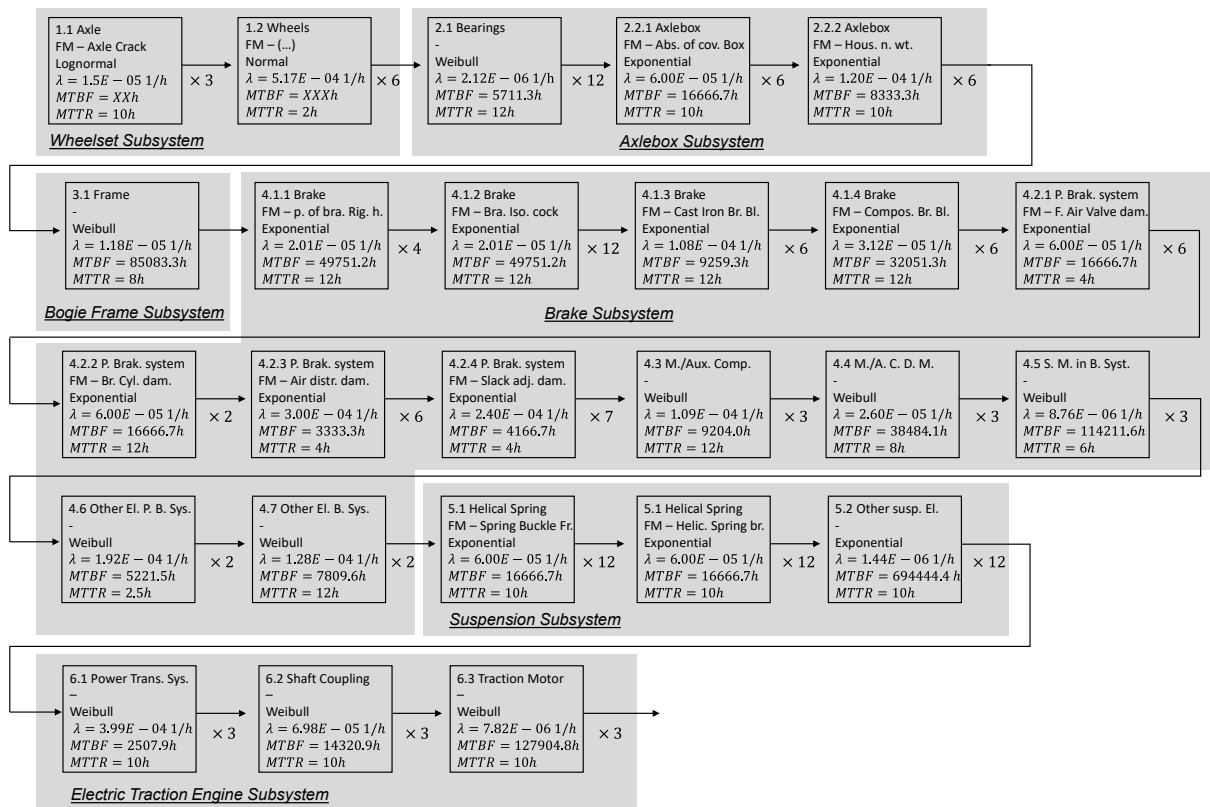 1.1 Axle
FM – Axle Crack
Lognormal
λ = 1.5E − 05 1/h
MTBF = XXh
MTTR = 10h
× 3
1.2 Wheels
FM – (...)
Normal
λ = 5.17E − 04 1/h
MTBF = XXXh
MTTR = 2h
× 6
Wheelset Subsystem
2.1 Bearings
-
Weibull
λ = 2.12E − 06 1/h
MTBF = 5711.3h
MTTR = 12h
× 12
2.2.1 Axlebox
FM – Abs. of cov. Box
Exponential
λ = 6.00E − 05 1/h
MTBF = 16666.7h
MTTR = 10h
× 6
2.2.2 Axlebox
FM – Hous. n. wt.
Exponential
λ = 1.20E − 04 1/h
MTBF = 8333.3h
MTTR = 10h
× 6
Axlebox Subsystem
3.1 Frame
-
Weibull
λ = 1.18E − 05 1/h
MTBF = 85083.3h
MTTR = 8h
Bogie Frame Subsystem
4.1.1 Brake
FM – p. of bra. Rig. h.
Exponential
λ = 2.01E − 05 1/h
MTBF = 49751.2h
MTTR = 12h
× 4
4.1.2 Brake
FM – Bra. Iso. cock
Exponential
λ = 2.01E − 05 1/h
MTBF = 49751.2h
MTTR = 12h
× 12
4.1.3 Brake
FM – Cast Iron Br. Bl.
Exponential
λ = 1.08E − 04 1/h
MTBF = 9259.3h
MTTR = 12h
× 6
4.1.4 Brake
FM – Compos. Br. Bl.
Exponential
λ = 3.12E − 05 1/h
MTBF = 32051.3h
MTTR = 12h
× 6
4.2.1 P. Brak. system
FM – F. Air Valve dam.
Exponential
λ = 6.00E − 05 1/h
MTBF = 16666.7h
MTTR = 4h
× 6
Brake Subsystem
4.2.2 P. Brak. system
FM – Br. Cyl. dam.
Exponential
λ = 6.00E − 05 1/h
MTBF = 16666.7h
MTTR = 12h
× 2
4.2.3 P. Brak. system
FM – Air distr. dam.
Exponential
λ = 3.00E − 04 1/h
MTBF = 3333.3h
MTTR = 4h
× 6
4.2.4 P. Brak. system
FM – Slack adj. dam.
Exponential
λ = 2.40E − 04 1/h
MTBF = 4166.7h
MTTR = 4h
× 7
4.3 M./Aux. Comp.
-
Weibull
λ = 1.09E − 04 1/h
MTBF = 9204.0h
MTTR = 12h
× 3
4.4 M./A. C. D. M.
-
Weibull
λ = 2.60E − 05 1/h
MTBF = 38484.1h
MTTR = 8h
× 3
4.5 S. M. in B. Syst.
-
Weibull
λ = 8.76E − 06 1/h
MTBF = 114211.6h
MTTR = 6h
× 3
4.6 Other El. P. B. Sys.
-
Weibull
λ = 1.92E − 04 1/h
MTBF = 5221.5h
MTTR = 2.5h
× 2
4.7 Other El. B. Sys.
-
Weibull
λ = 1.28E − 04 1/h
MTBF = 7809.6h
MTTR = 12h
× 2
5.1 Helical Spring
FM – Spring Buckle Fr.
Exponential
λ = 6.00E − 05 1/h
MTBF = 16666.7h
MTTR = 10h
× 12
5.1 Helical Spring
FM – Helic. Spring br.
Exponential
λ = 6.00E − 05 1/h
MTBF = 16666.7h
MTTR = 10h
× 12
5.2 Other susp. El.
-
Exponential
λ = 1.44E − 06 1/h
MTBF = 694444.4 h
MTTR = 10h
× 12
Suspension Subsystem
6.1 Power Trans. Sys.
–
Weibull
λ = 3.99E − 04 1/h
MTBF = 2507.9h
MTTR = 10h
× 3
6.2 Shaft Coupling
–
Weibull
λ = 6.98E − 05 1/h
MTBF = 14320.9h
MTTR = 10h
× 3
6.3 Traction Motor
–
Weibull
λ = 7.82E − 06 1/h
MTBF = 127904.8h
MTTR = 10h
× 3
Electric Traction Engine Subsystem